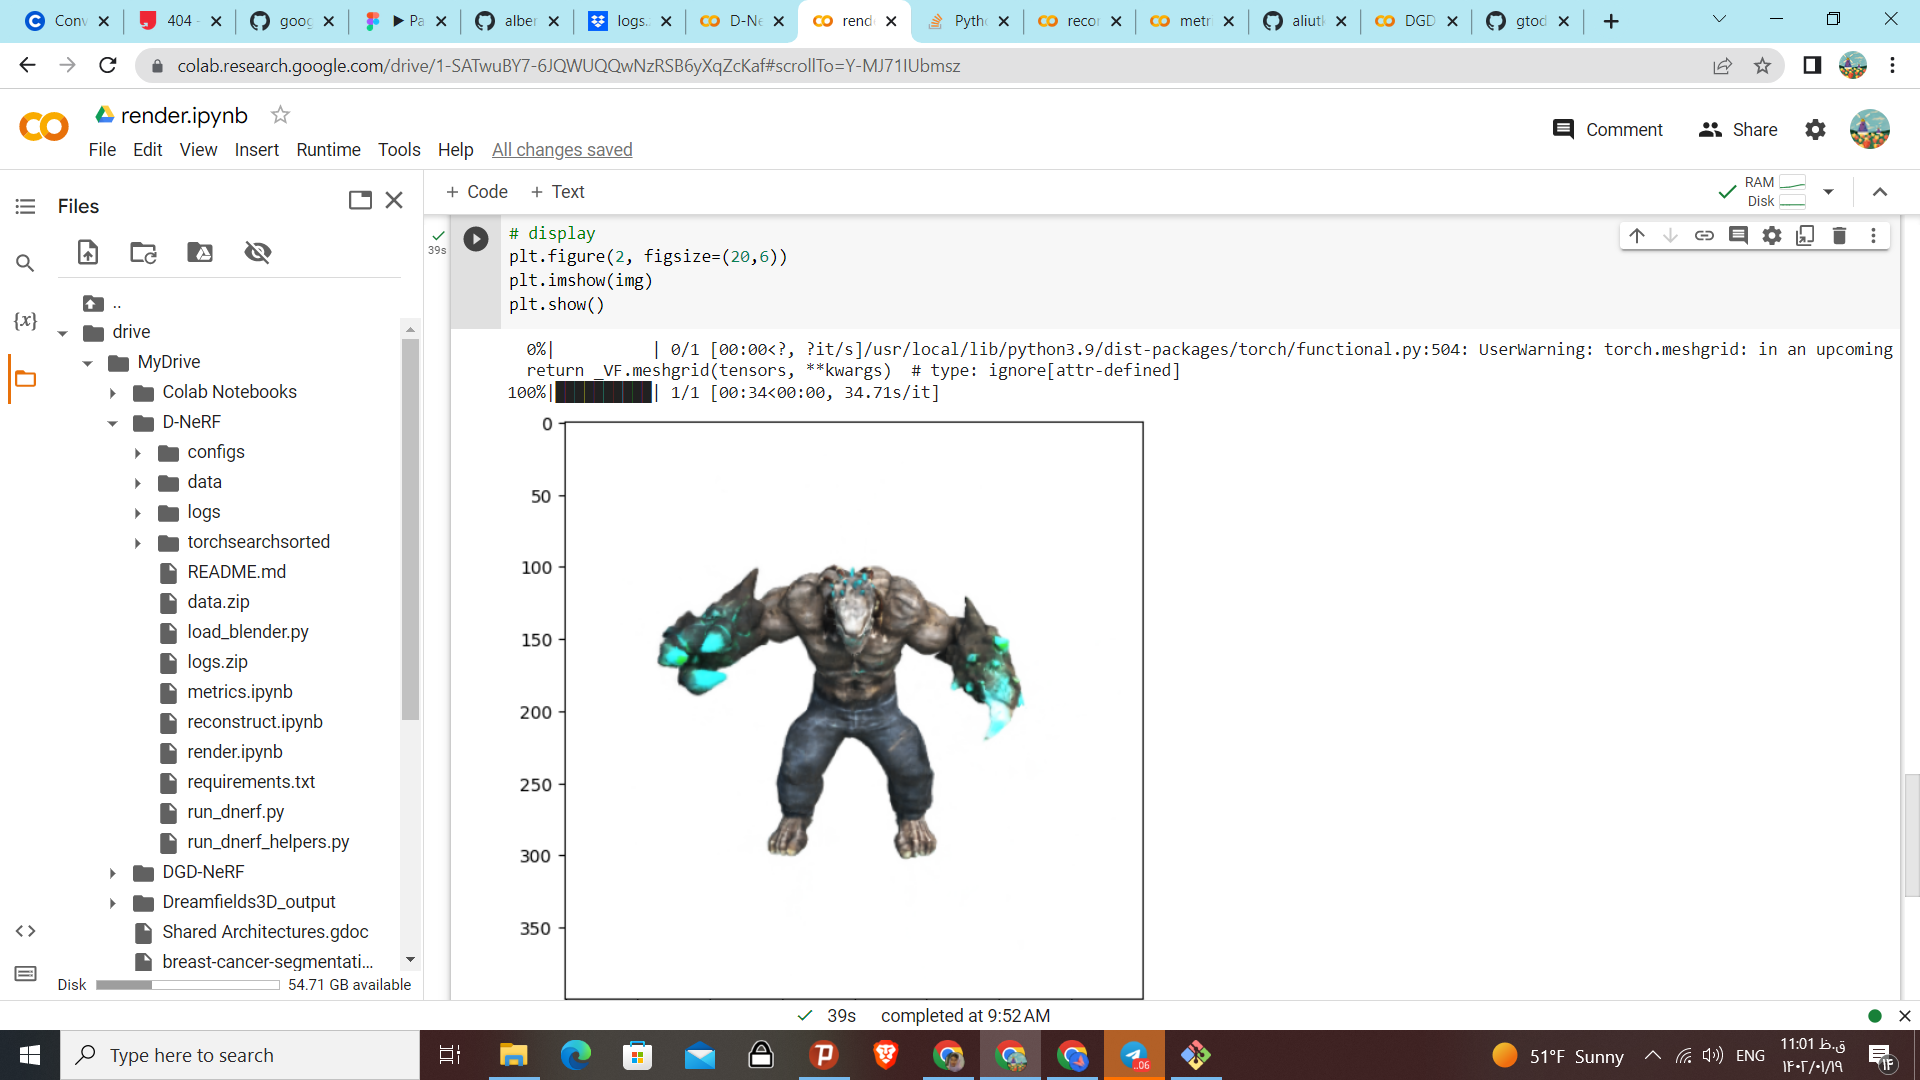 Conv
404 -
goog
Pa
alber
logs.
D-Ne
rend
Pytho
recor
metri
aliutl
DGD
gtod
colab.research.google.com/drive/1-SATwuBY7-6JQWUQQwNzRSB6yXqZcKaf#scrollTo=Y-MJ71IUbmsz
render.ipynb
Comment
Share
File Edit View Insert Runtime Tools Help All changes saved
Files
+ Code + Text
RAM
Disk
39s
# display
plt.figure(2, figsize=(20,6))
plt.imshow(img)
plt.show()
{x}
..
drive
MyDrive
Colab Notebooks
D-NeRF
configs
data
logs
torchsearchsorted
README.md
data.zip
load_blender.py
logs.zip
metrics.ipynb
reconstruct.ipynb
render.ipynb
requirements.txt
run_dnerf.py
run_dnerf_helpers.py
DGD-NeRF
Dreamfields3D_output
Shared Architectures.gdoc
breast-cancer-segmentati...
Disk 54.71 GB available
0%| | 0/1 [00:00<?, ?it/s]/usr/local/lib/python3.9/dist-packages/torch/functional.py:504: UserWarning: torch.meshgrid: in an upcoming
return _VF.meshgrid(tensors, **kwargs) # type: ignore[attr-defined]
100%|██████████| 1/1 [00:34<00:00, 34.71s/it]
0
50
100
150
200
250
300
350
39s completed at 9:52 AM
Type here to search
..06
51°F Sunny
ENG
11:01 ق.ظ
۱۴۰۲/۰۱/۱۹
۱۴